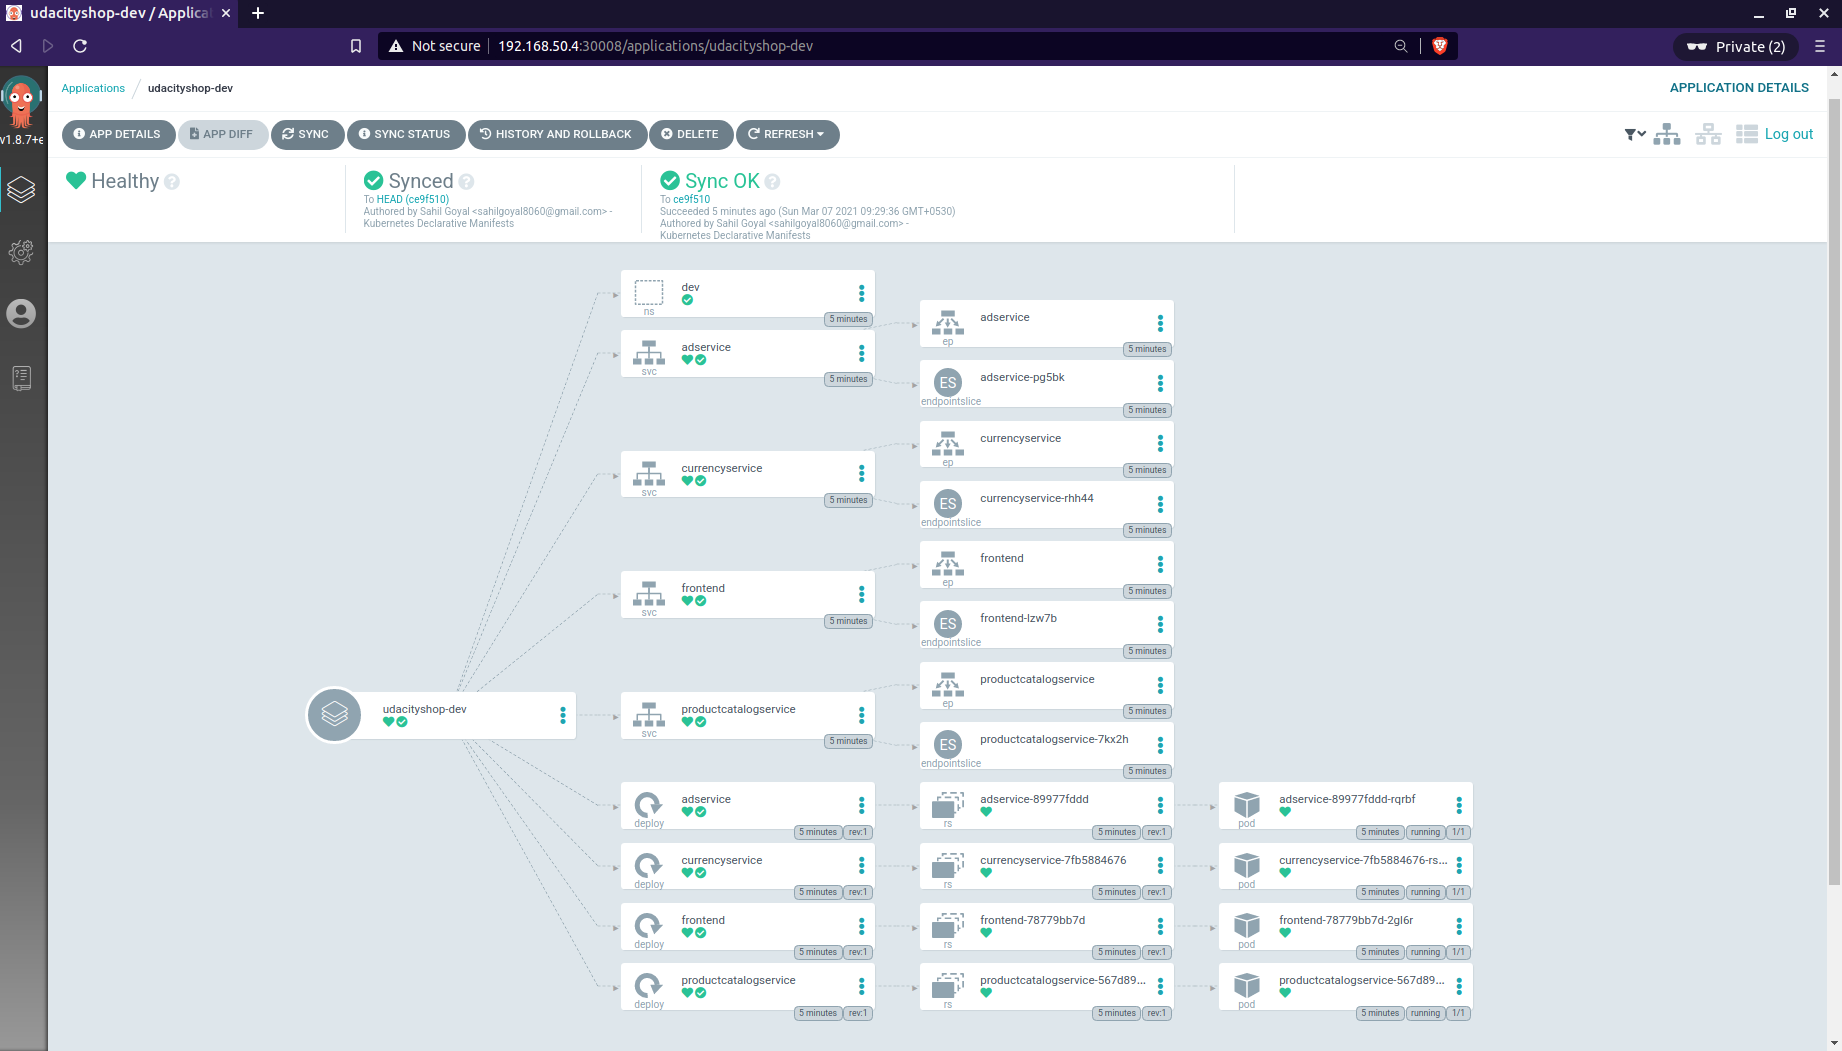 udacityshop-dev / Applica
Not secure
192.168.50.4:30008/applications/udacityshop-dev
Private (2)
v1.8.7+e
Applications
udacityshop-dev
APPLICATION DETAILS
APP DETAILS
APP DIFF
SYNC
SYNC STATUS
HISTORY AND ROLLBACK
DELETE
REFRESH
Log out
Healthy
Synced
To HEAD (ce9f510)
Authored by Sahil Goyal <sahilgoyal8060@gmail.com> -
Kubernetes Declarative Manifests
Sync OK
To ce9f510
Succeeded 5 minutes ago (Sun Mar 07 2021 09:29:36 GMT+0530)
Authored by Sahil Goyal <sahilgoyal8060@gmail.com> -
Kubernetes Declarative Manifests
udacityshop-dev
dev
ns
5 minutes
adservice
svc
5 minutes
adservice
ep
5 minutes
ES
adservice-pg5bk
endpointslice
5 minutes
currencyservice
svc
5 minutes
currencyservice
ep
5 minutes
ES
currencyservice-rhh44
endpointslice
5 minutes
frontend
svc
5 minutes
frontend
ep
5 minutes
ES
frontend-lzw7b
endpointslice
5 minutes
productcatalogservice
svc
5 minutes
productcatalogservice
ep
5 minutes
ES
productcatalogservice-7kx2h
endpointslice
5 minutes
adservice
deploy
5 minutes
rev:1
adservice-89977fddd
rs
5 minutes
rev:1
adservice-89977fddd-rqrbf
pod
5 minutes
running
1/1
currencyservice
deploy
5 minutes
rev:1
currencyservice-7fb5884676
rs
5 minutes
rev:1
currencyservice-7fb5884676-rs...
pod
5 minutes
running
1/1
frontend
deploy
5 minutes
rev:1
frontend-78779bb7d
rs
5 minutes
rev:1
frontend-78779bb7d-2gl6r
pod
5 minutes
running
1/1
productcatalogservice
deploy
5 minutes
rev:1
productcatalogservice-567d89...
rs
5 minutes
rev:1
productcatalogservice-567d89...
pod
5 minutes
running
1/1